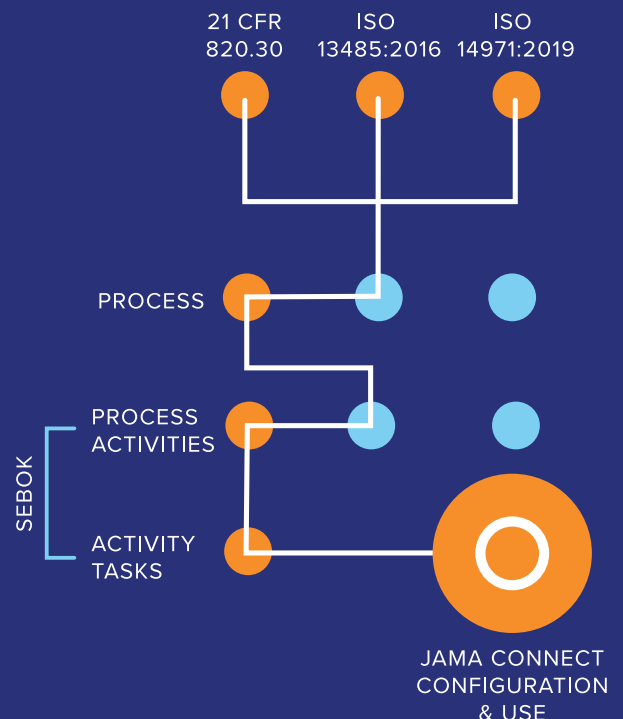 21 CFR
820.30
ISO
13485:2016
ISO
14971:2019
PROCESS
PROCESS
ACTIVITIES
SEBOK
ACTIVITY
TASKS
JAMA CONNECT
CONFIGURATION
& USE